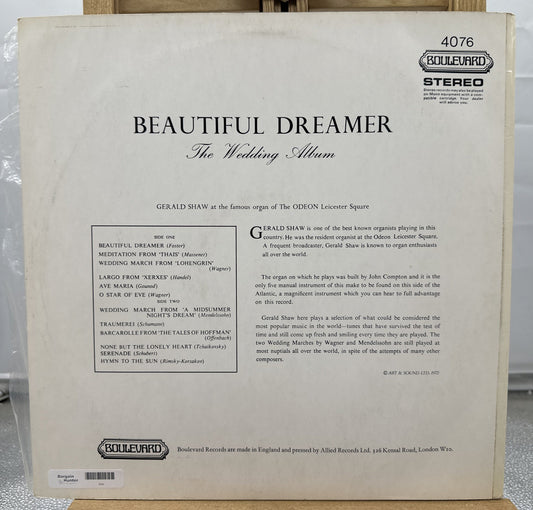 4076
BOULEVARD
STEREO
Stereo records may also be played
on Mono equipment with a com-
patible cartridge. Your dealer
will advise you.
BEAUTIFUL DREAMER
The Wedding Album
GERALD SHAW at the famous organ of The ODEON Leicester Square
SIDE ONE
BEAUTIFUL DREAMER (Foster)
MEDITATION FROM 'THAIS' (Massenet)
WEDDING MARCH FROM 'LOHENGRIN'
(Wagner)
LARGO FROM 'XERXES' (Handel)
AVE MARIA (Gounod)
O STAR OF EVE (Wagner)
SIDE TWO
WEDDING MARCH FROM 'A MIDSUMMER
NIGHT'S DREAM' (Mendelssohn)
TRAUMEREI (Schumann)
BARCAROLLE FROM 'THE TALES OF HOFFMAN'
(Offenbach)
NONE BUT THE LONELY HEART (Tchaikovsky)
SERENADE (Schubert)
HYMN TO THE SUN (Rimsky-Korsakov)
GERALD SHAW is one of the best known organists playing in this
country. He was the resident organist at the Odeon Leicester Square,
A frequent broadcaster, Gerald Shaw is known to organ enthusiasts
all over the world.
The organ on which he plays was built by John Compton and it is the
only five manual instrument of this make to be found on this side of the
Atlantic, a magnificent instrument which you can hear to full advantage
on this record.
Gerald Shaw here plays a selection of what could be considered the
most popular music in the world—tunes that have survived the test of
time and still come up fresh and smiling every time they are played. The
two Wedding Marches by Wagner and Mendelssohn are still played at
most nuptials all over the world, in spite of the attempts of many other
composers.
© ART & SOUND LTD. 1972
BOULEVARD
Boulevard Records are made in England and pressed by Allied Records Ltd. 326 Kensal Road, London W10.
Bargain
Hunter